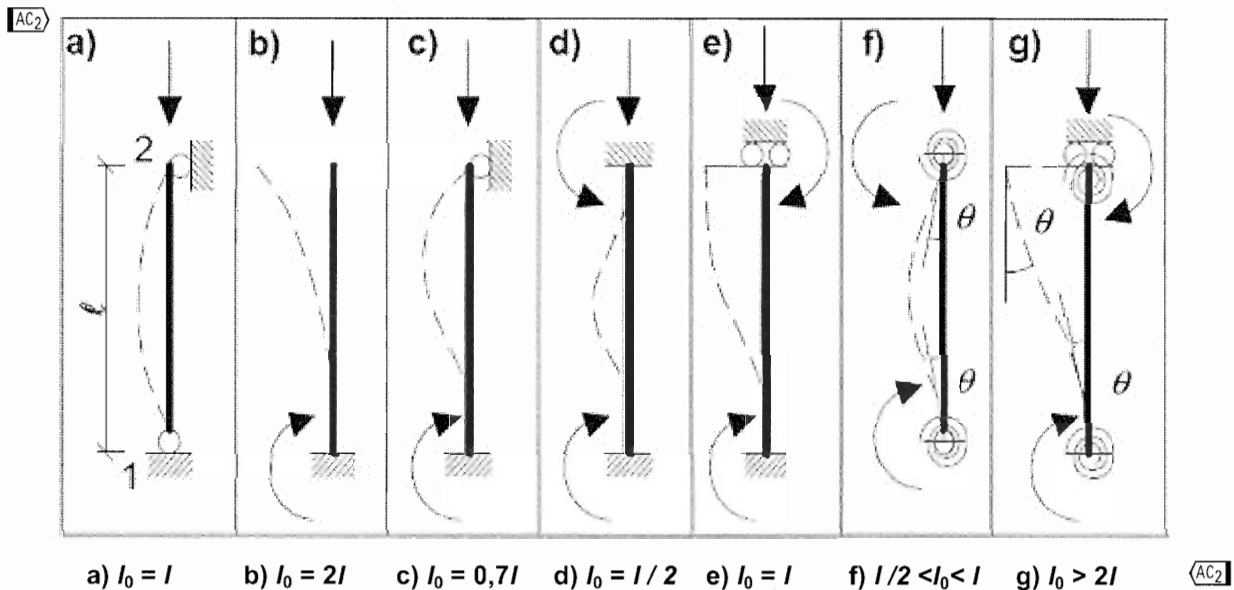 AC2
a) b) c) d) e) f) g)
2
θ θ
ℓ
θ θ
1
a) l0 = l b) l0 = 2l c) l0 = 0,7l d) l0 = l / 2 e) l0 = l f) l /2 <l0< l g) l0 > 2l AC2